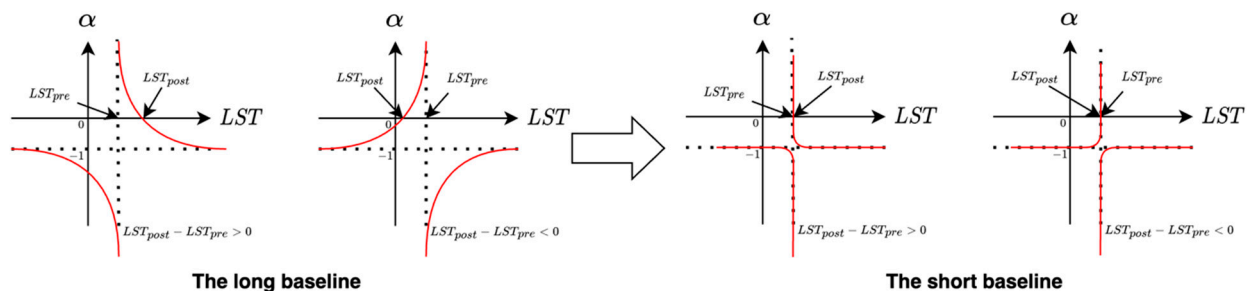 α
LST_pre
LST_post
0
LST
−1
LST_post − LST_pre > 0
α
LST_post
LST_pre
0
LST
−1
LST_post − LST_pre < 0
The long baseline
α
LST_pre
LST_post
0
LST
−1
LST_post − LST_pre > 0
α
LST_post
LST_pre
0
LST
−1
LST_post − LST_pre < 0
The short baseline